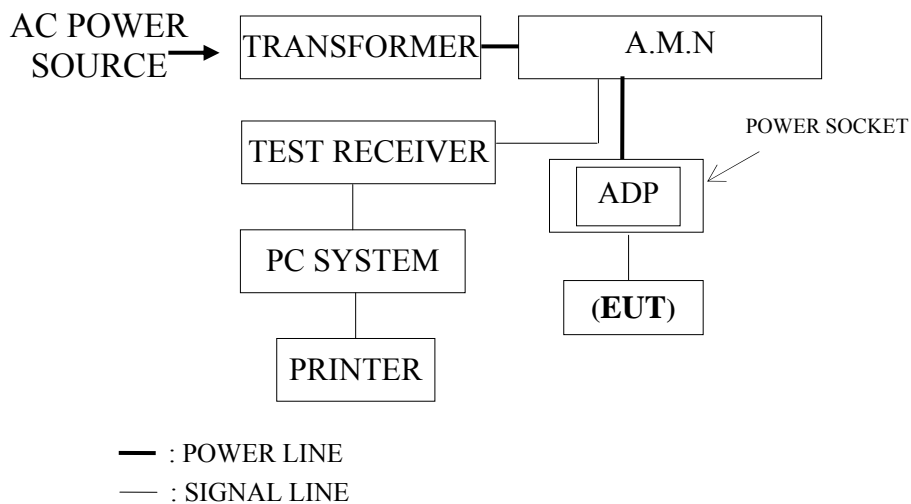 AC POWER
SOURCE
TRANSFORMER
A.M.N
POWER SOCKET
TEST RECEIVER
ADP
PC SYSTEM
(EUT)
PRINTER
: POWER LINE
: SIGNAL LINE